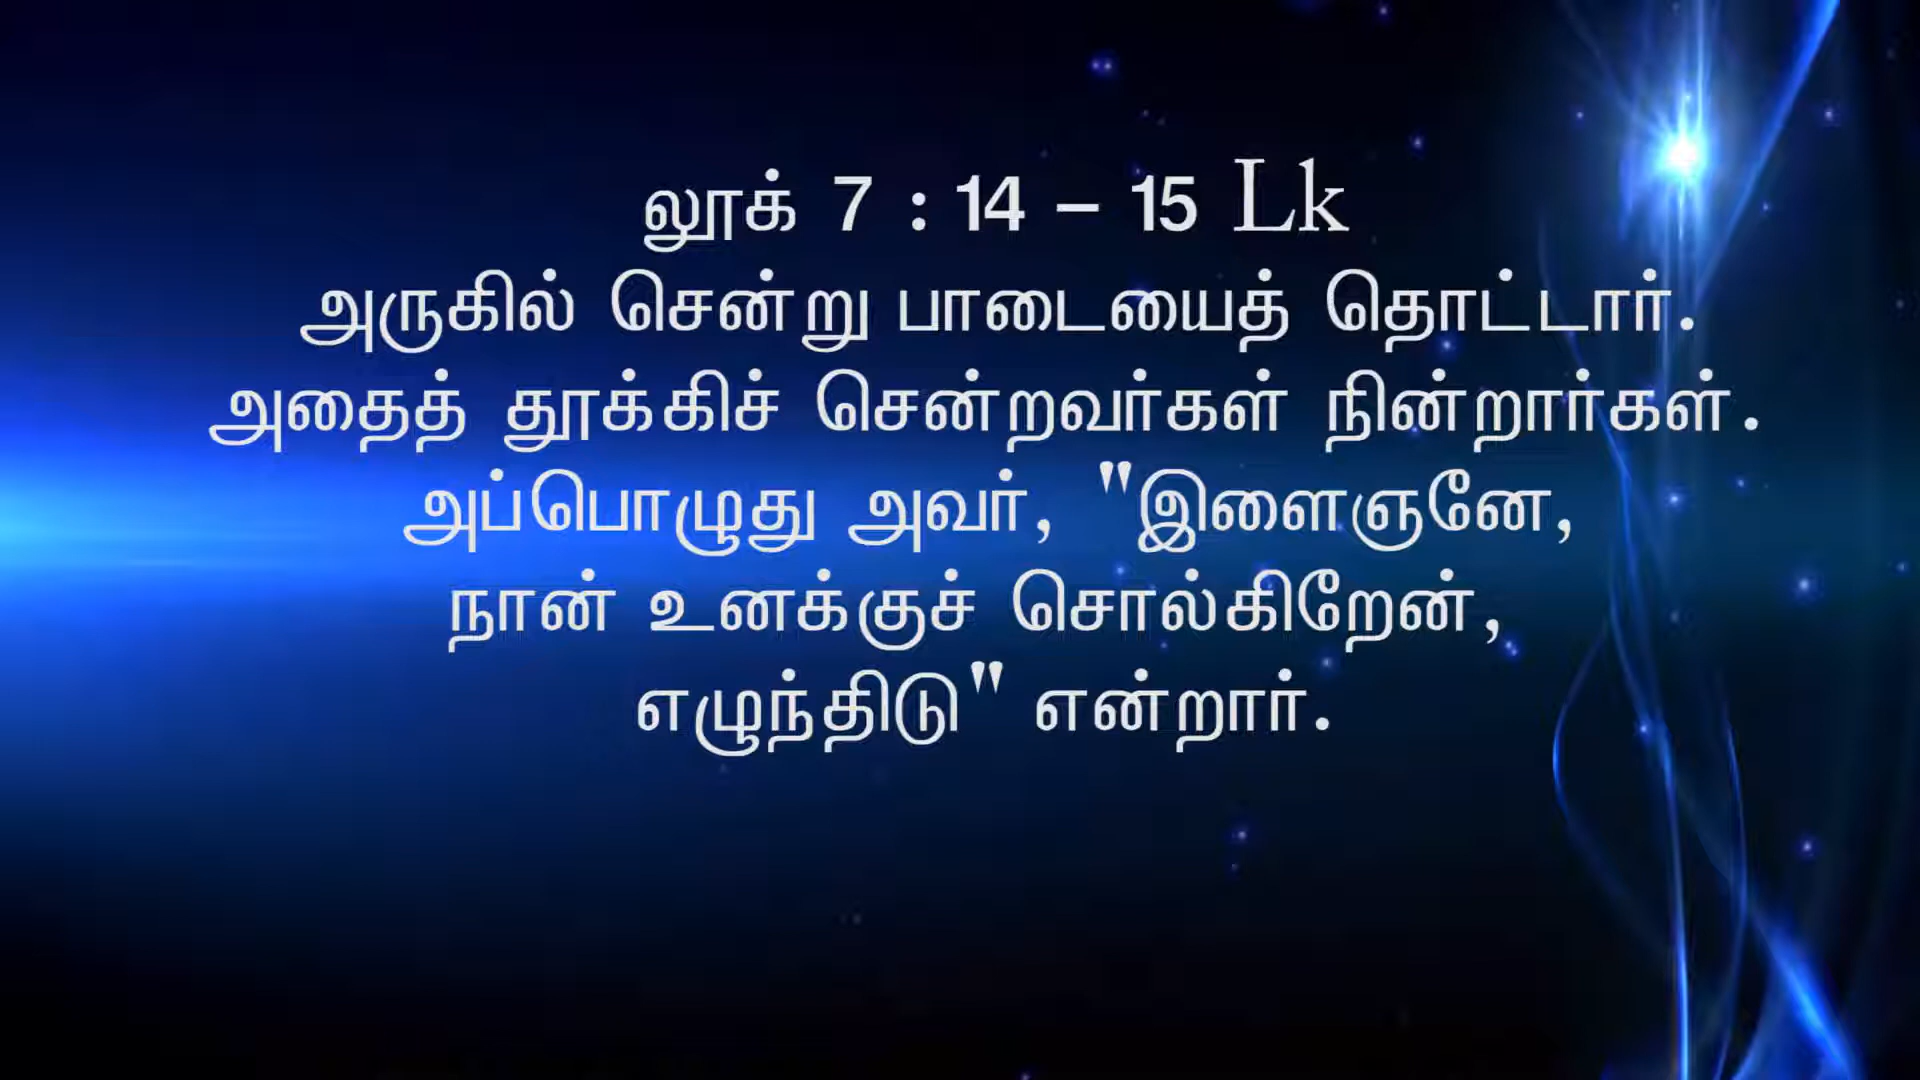 லூக் 7 : 14 – 15 Lk
அருகில் சென்று பாடையைத் தொட்டார்.
அதைத் தூக்கிச் சென்றவர்கள் நின்றார்கள்.
அப்பொழுது அவர், "இளைஞனே,
நான் உனக்குச் சொல்கிறேன்,
எழுந்திடு" என்றார்.